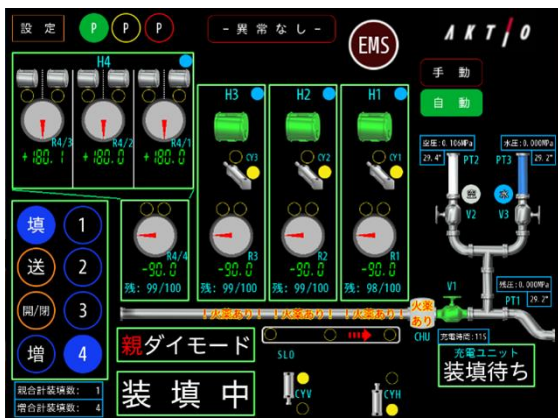 設 定
P
P
P
- 異 常 な し -
EMS
AKTIO
手 動
自 動
H4
R4/3
R4/2
R4/1
+180.1
+180.0
+180.1
H3
H2
H1
CY3
CY2
CY1
R4/4
R3
R2
R1
-90.0
-90.0
-90.0
-90.0
残: 99/100
残: 99/100
残: 99/100
残: 98/100
空圧:0.106MPa
29.4°
PT2
PT3
水圧:0.000MPa
29.2°
空
V2
水
V3
残圧:0.000MPa
PT1
29.2°
填
1
送
2
開/閉
3
増
4
火薬あり
火薬あり
火薬あり
火薬
あり
CHU
V1
充電時間:115
充電ユニット
装填待ち
親ダイモード
SLO
装 填 中
CYV
CYH
親合計装填数: 1
増合計装填数: 4